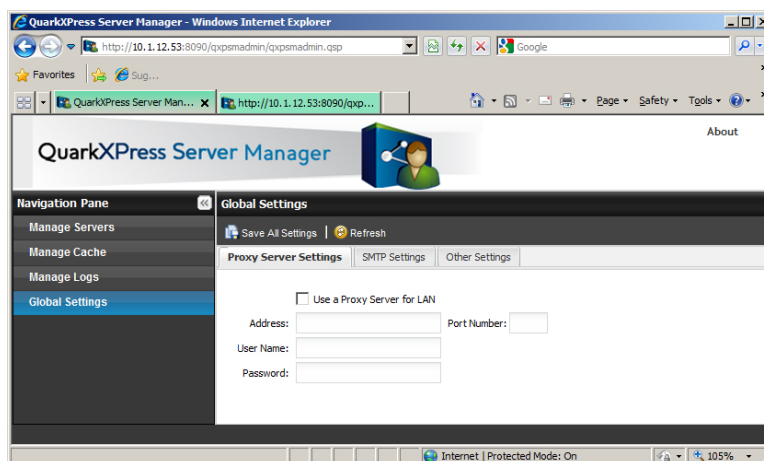 QuarkXPress Server Manager - Windows Internet Explorer
http://10.1.12.53:8090/qxpsmadmin/qxpsmadmin.qsp
Google
Favorites
Sug...
QuarkXPress Server Man...
http://10.1.12.53:8090/qxp...
Page
Safety
Tools
About
QuarkXPress Server Manager
Navigation Pane
Global Settings
Manage Servers
Save All Settings
Refresh
Manage Cache
Proxy Server Settings
SMTP Settings
Other Settings
Manage Logs
Global Settings
Use a Proxy Server for LAN
Address:
Port Number:
User Name:
Password:
Internet | Protected Mode: On
105%